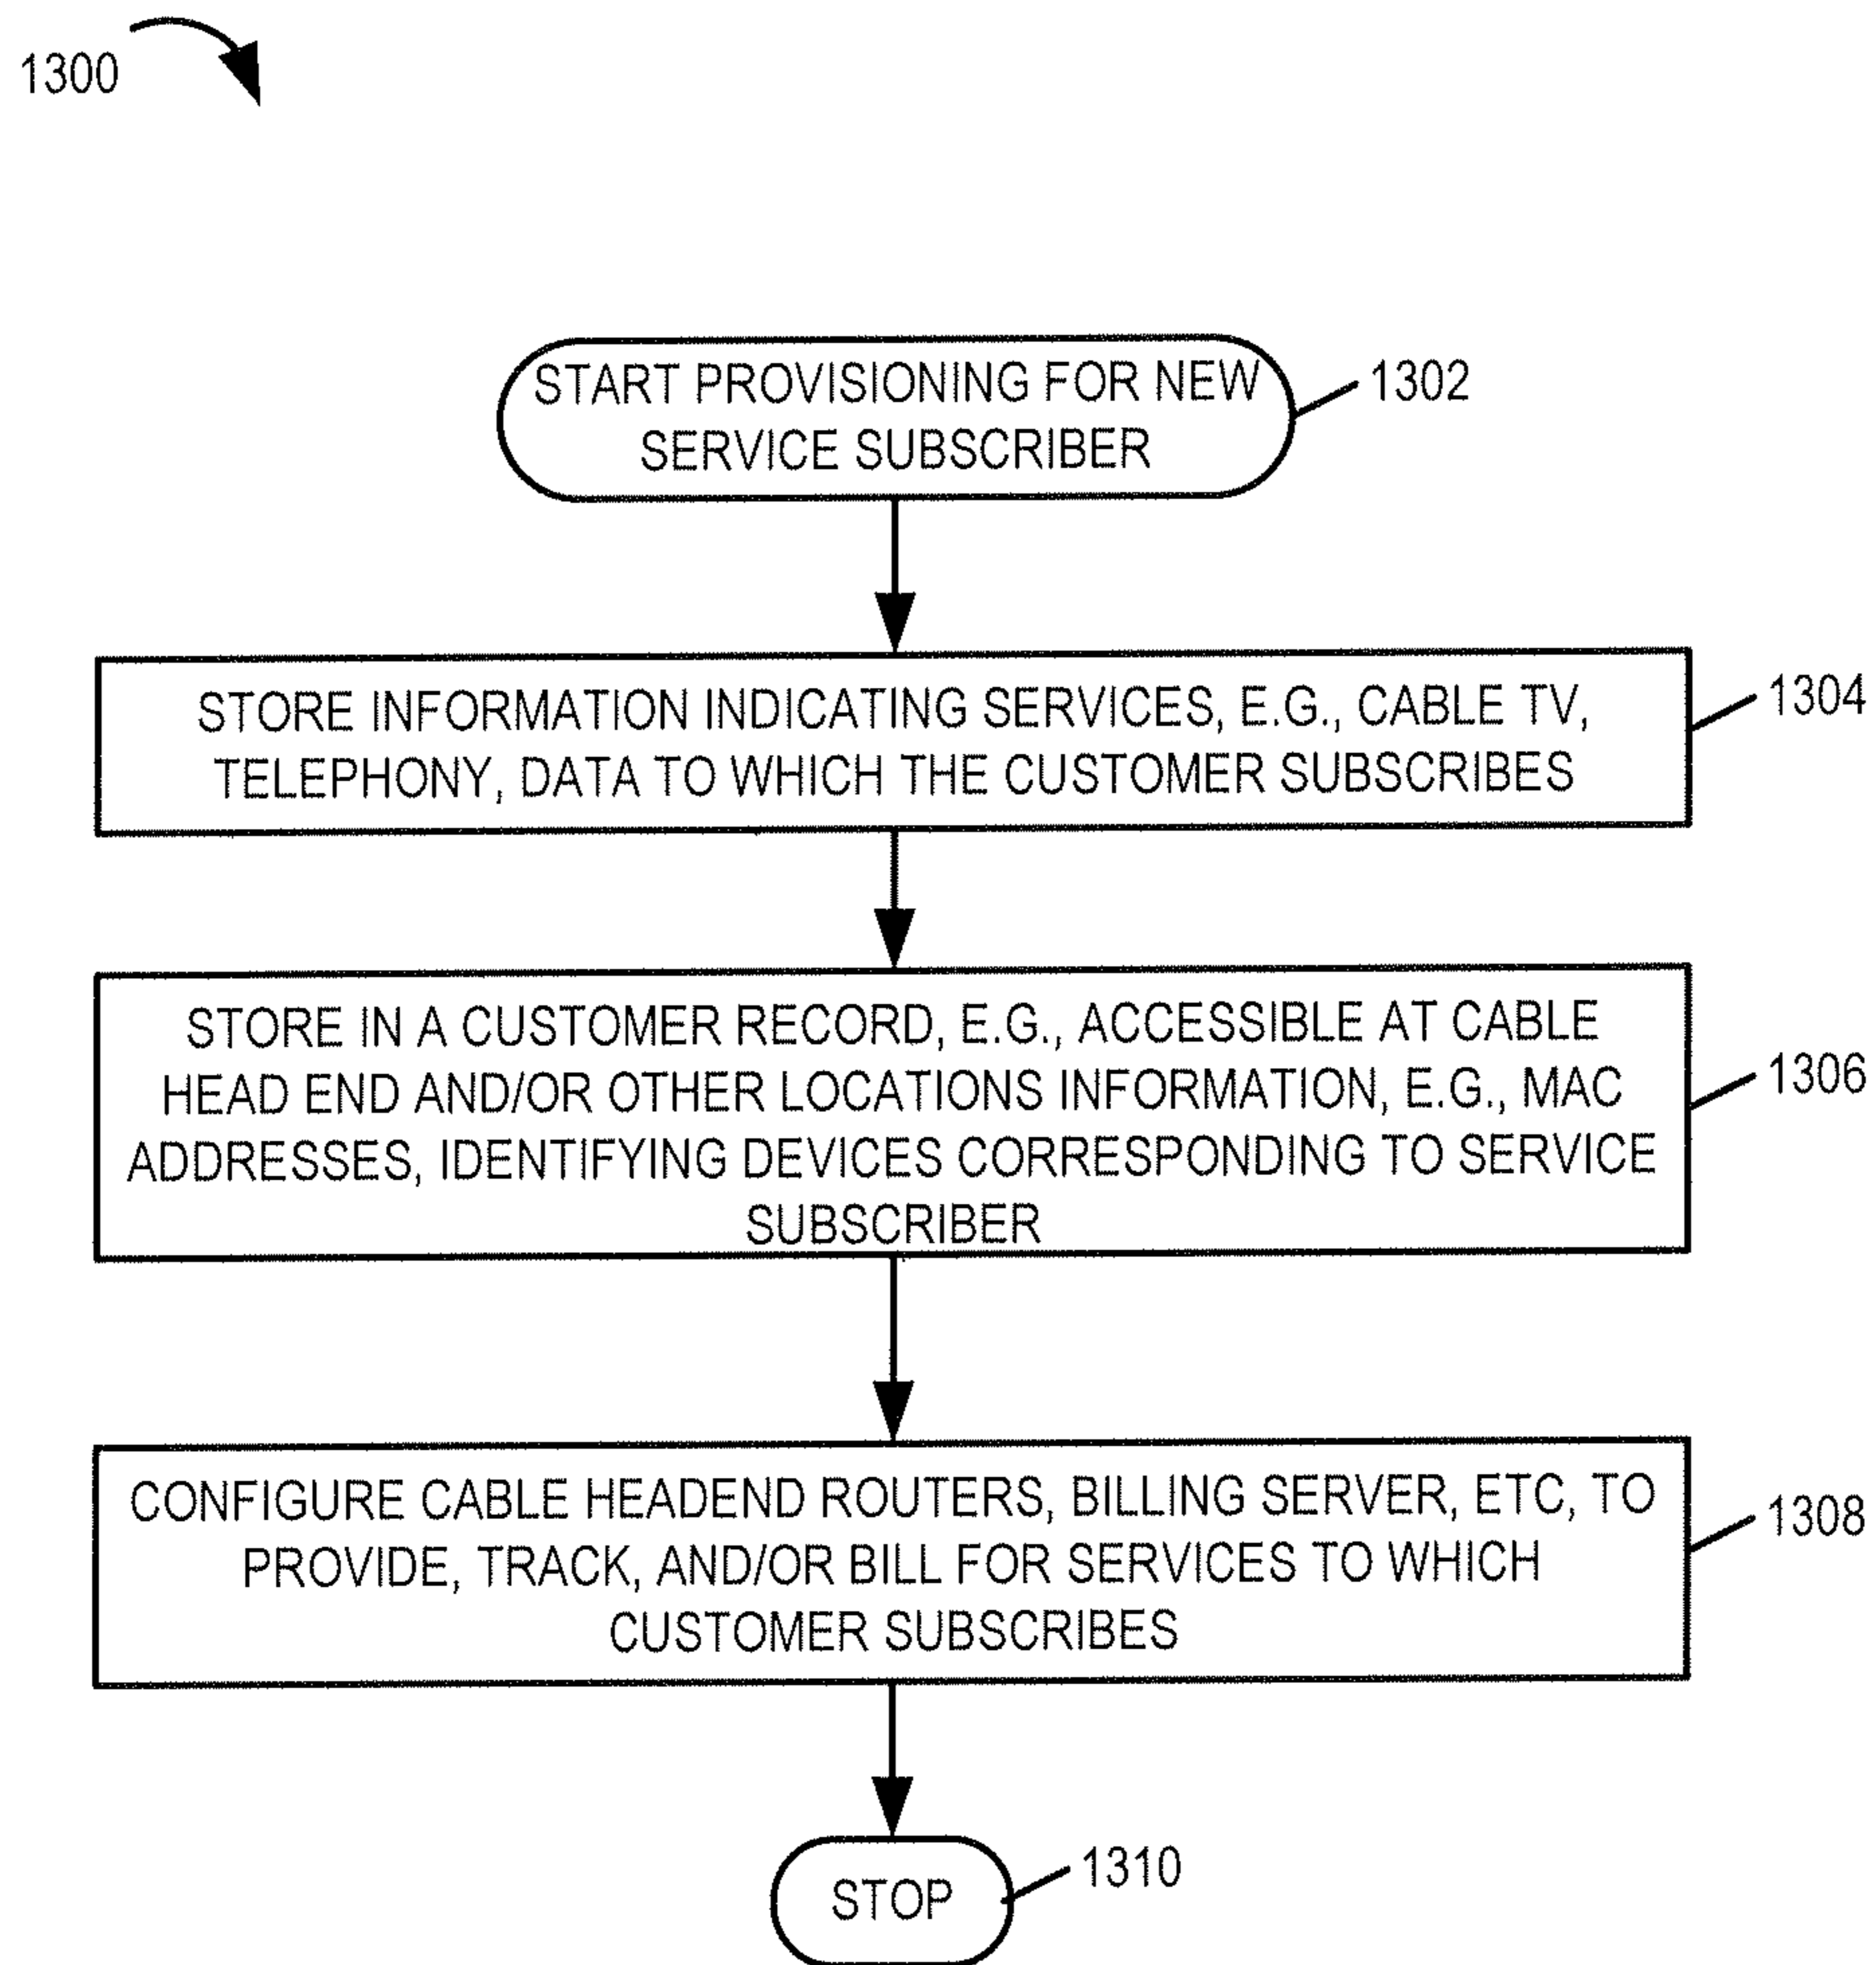 1300
START PROVISIONING FOR NEW
SERVICE SUBSCRIBER
1302
STORE INFORMATION INDICATING SERVICES, E.G., CABLE TV,
TELEPHONY, DATA TO WHICH THE CUSTOMER SUBSCRIBES
1304
STORE IN A CUSTOMER RECORD, E.G., ACCESSIBLE AT CABLE
HEAD END AND/OR OTHER LOCATIONS INFORMATION, E.G., MAC
ADDRESSES, IDENTIFYING DEVICES CORRESPONDING TO SERVICE
SUBSCRIBER
1306
CONFIGURE CABLE HEADEND ROUTERS, BILLING SERVER, ETC, TO
PROVIDE, TRACK, AND/OR BILL FOR SERVICES TO WHICH
CUSTOMER SUBSCRIBES
1308
STOP
1310